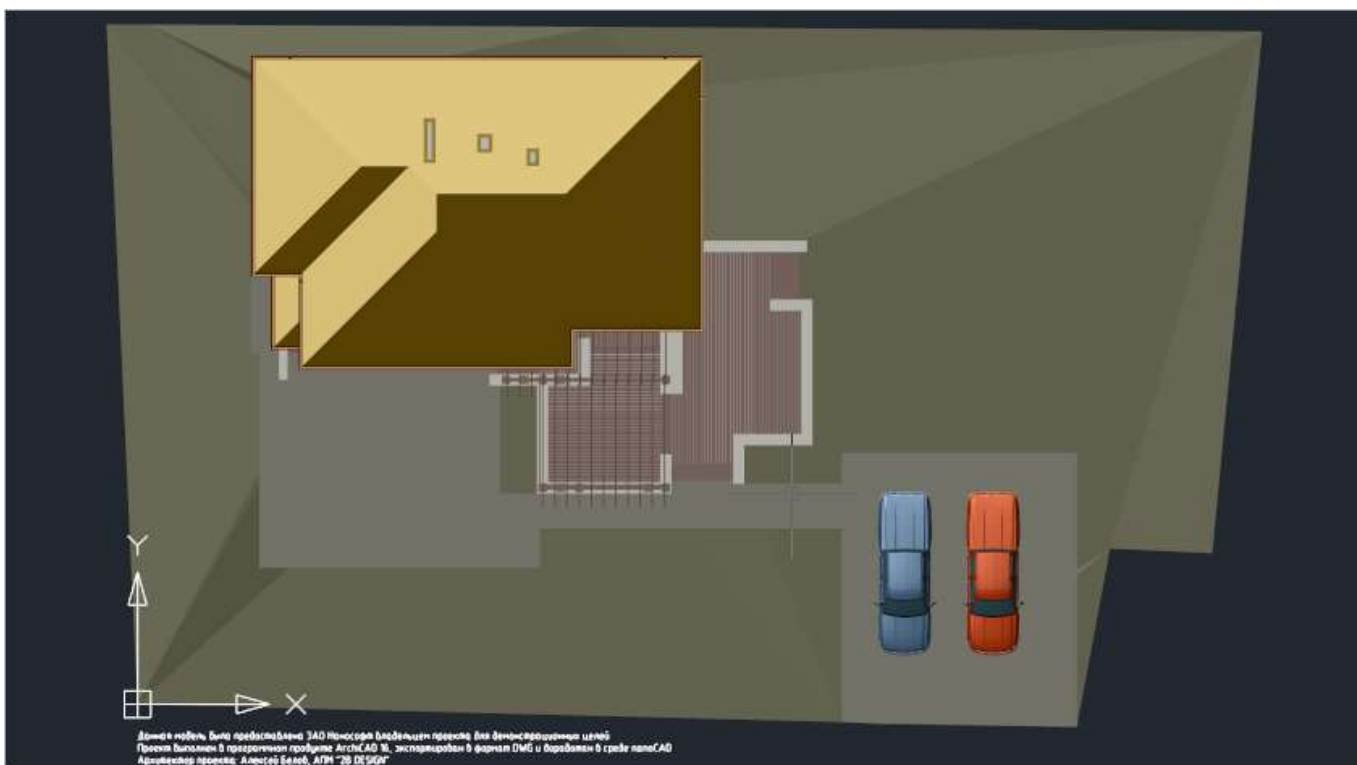 Y
X
Данная модель была предоставлена ЗАО Нанософт владельцем проекта для демонстрационных целей
Проект выполнен в программном продукте ArchiCAD 16, экспортирован в формат DWG и доработан в среде nanoCAD
Архитектор проекта: Алексей Белов, АПМ "2B DESIGN"